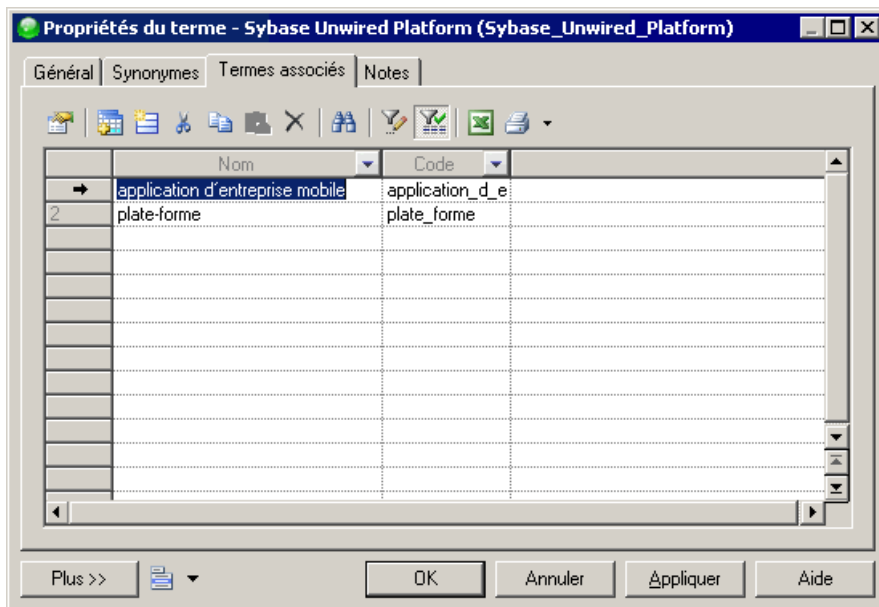 Propriétés du terme - Sybase Unwired Platform (Sybase_Unwired_Platform)
Général Synonymes Termes associés Notes
Nom Code
application d'entreprise mobile application_d_e
2 plate-forme plate_forme
Plus >> OK Annuler Appliquer Aide